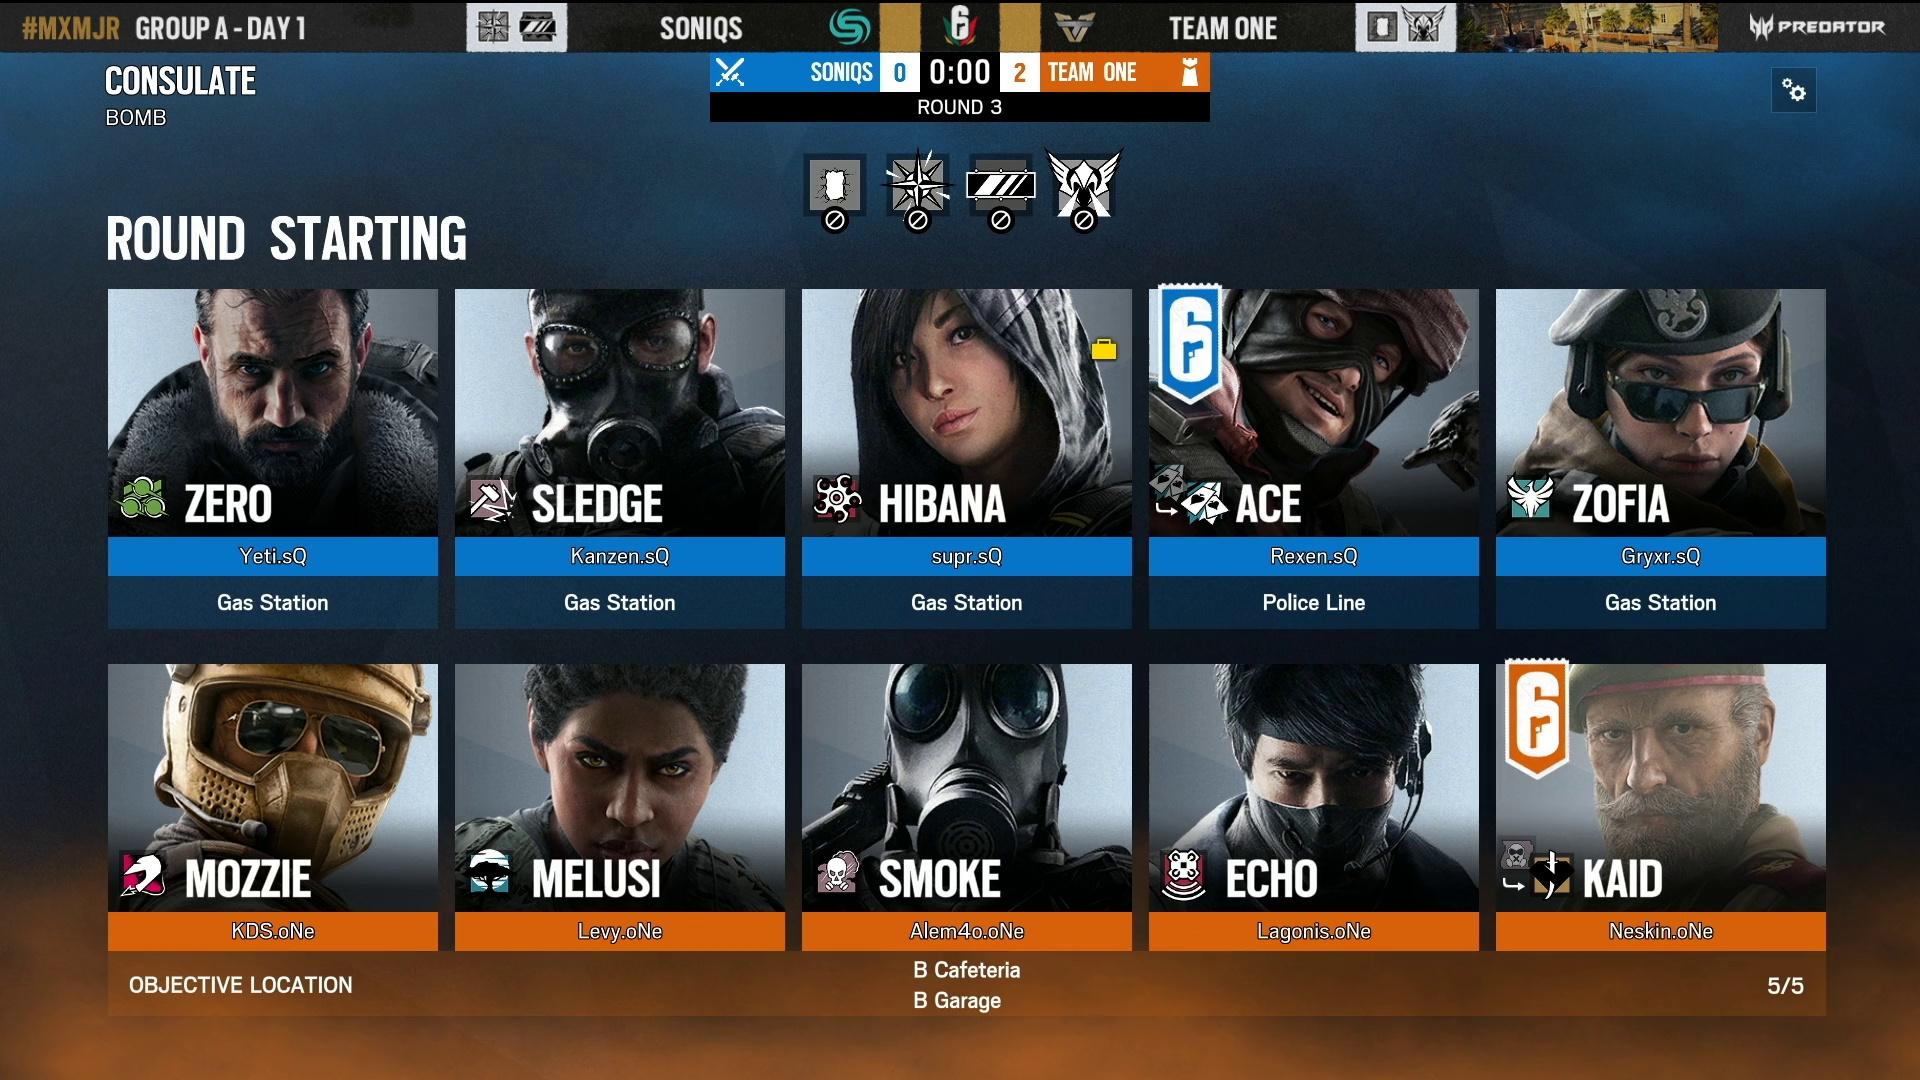 #MXMJR GROUP A - DAY 1
SONIQS
TEAM ONE
PREDATOR
CONSULATE
BOMB
SONIQS 0 0:00 2 TEAM ONE
ROUND 3
ROUND STARTING
ZERO
SLEDGE
HIBANA
ACE
ZOFIA
Yeti.sQ
Kanzen.sQ
supr.sQ
Rexen.sQ
Gryxr.sQ
Gas Station
Gas Station
Gas Station
Police Line
Gas Station
MOZZIE
MELUSI
SMOKE
ECHO
KAID
KDS.oNe
Levy.oNe
Alem4o.oNe
Lagonis.oNe
Neskin.oNe
OBJECTIVE LOCATION
B Cafeteria
B Garage
5/5